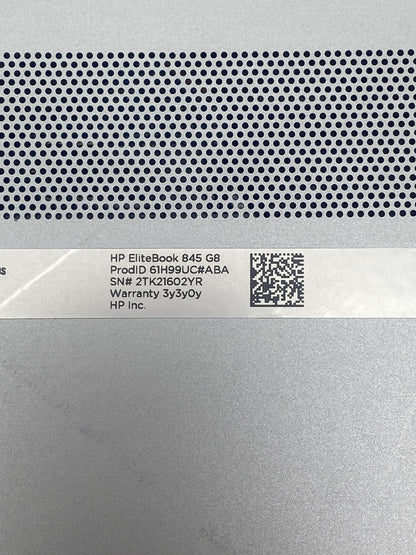 HP EliteBook 845 G8
ProdID 61H99UC#ABA
SN# 2TK21602YR
Warranty 3y3y0y
HP Inc.